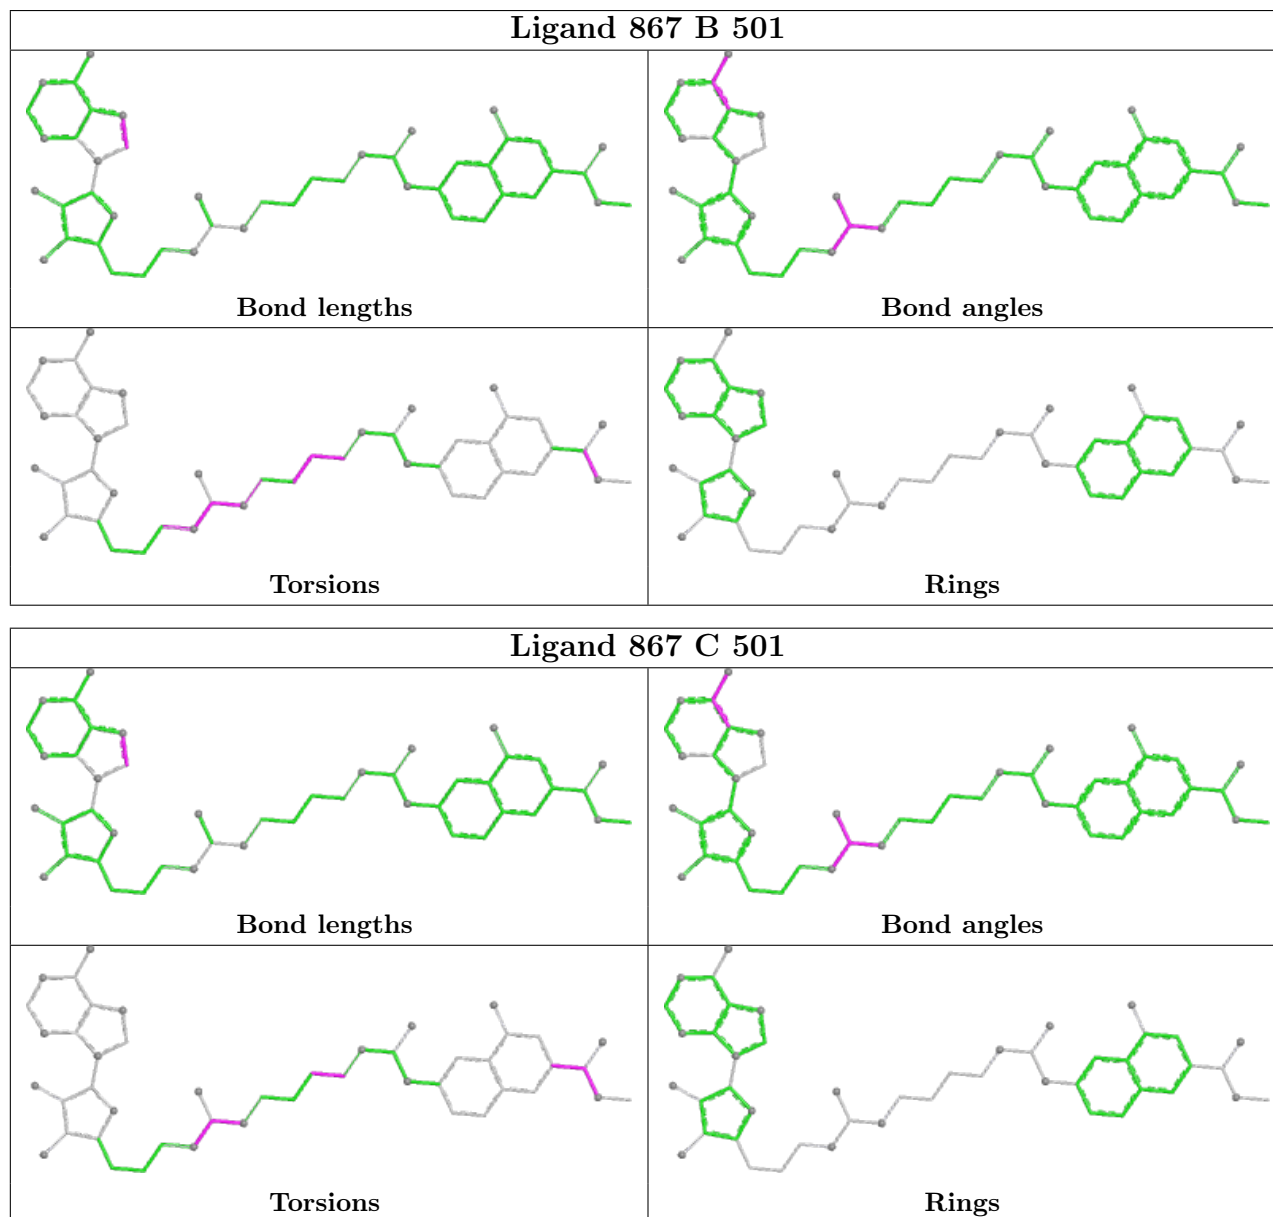 Ligand 867 B 501
Bond lengths
Bond angles
Torsions
Rings
Ligand 867 C 501
Bond lengths
Bond angles
Torsions
Rings